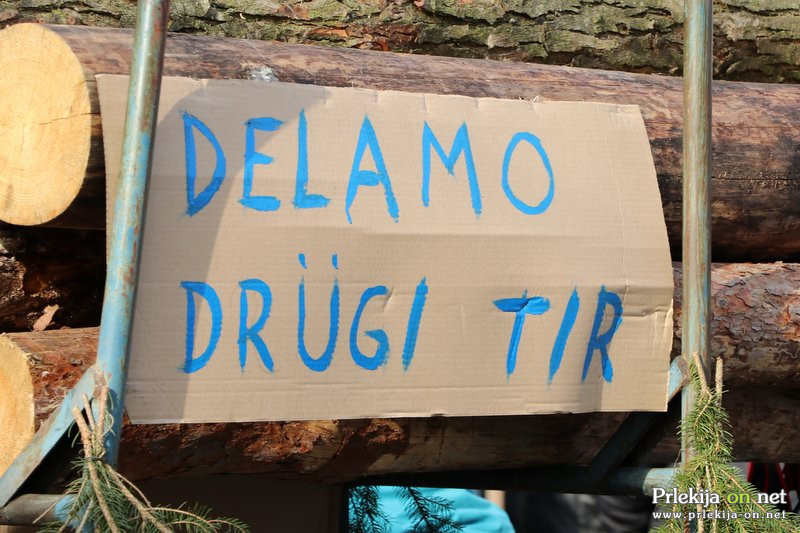 DELAMO
DRÜGI TIR
Prlekija-on.net
www.prlekija-on.net